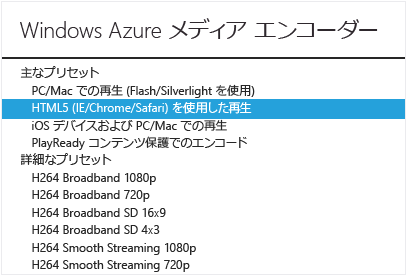 Windows Azure メディア エンコーダー
主なプリセット
PC/Mac での再生 (Flash/Silverlight を使用)
HTML5 (IE/Chrome/Safari) を使用した再生
iOS デバイスおよび PC/Mac での再生
PlayReady コンテンツ保護でのエンコード
詳細なプリセット
H264 Broadband 1080p
H264 Broadband 720p
H264 Broadband SD 16x9
H264 Broadband SD 4x3
H264 Smooth Streaming 1080p
H264 Smooth Streaming 720p